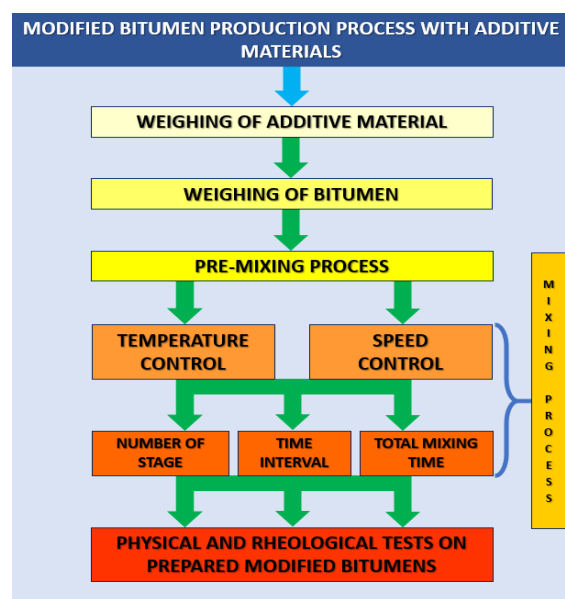 MODIFIED BITUMEN PRODUCTION PROCESS WITH ADDITIVE
MATERIALS
WEIGHING OF ADDITIVE MATERIAL
WEIGHING OF BITUMEN
PRE-MIXING PROCESS
TEMPERATURE
CONTROL
SPEED
CONTROL
NUMBER OF
STAGE
TIME
INTERVAL
TOTAL MIXING
TIME
MIXING PROCESS
PHYSICAL AND RHEOLOGICAL TESTS ON
PREPARED MODIFIED BITUMENS